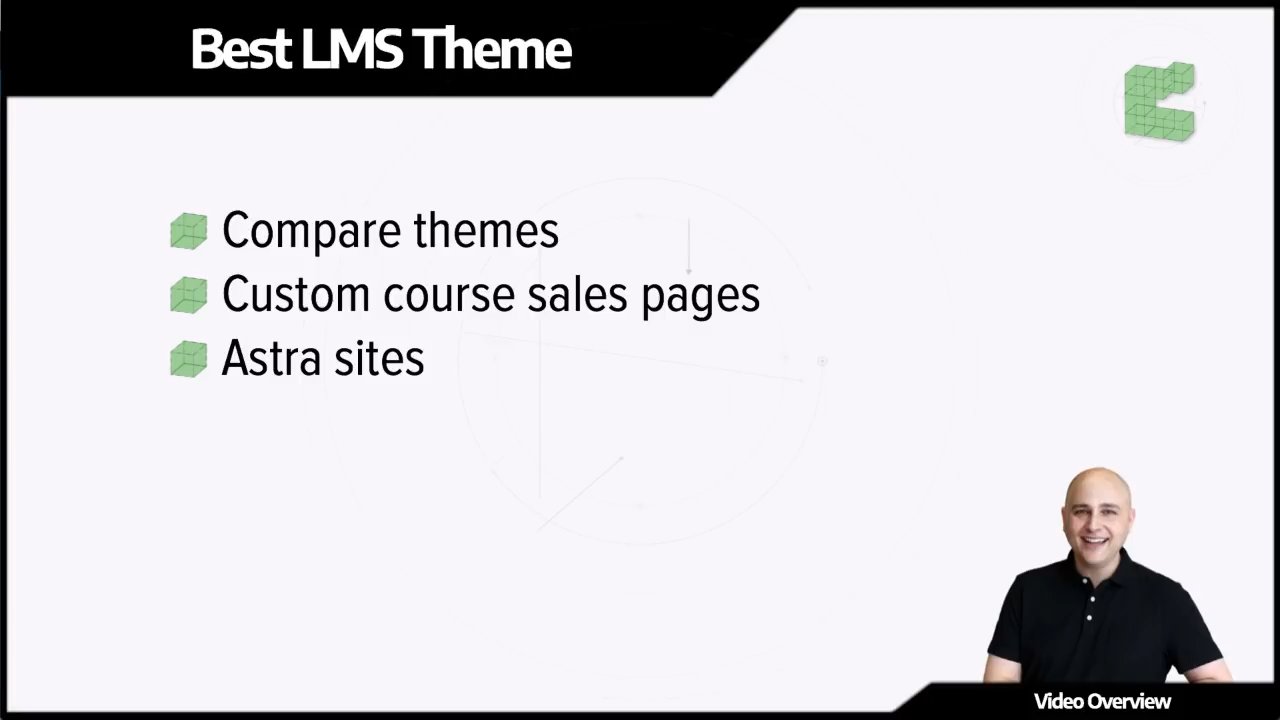 Best LMS Theme
Compare themes
Custom course sales pages
Astra sites
Video Overview